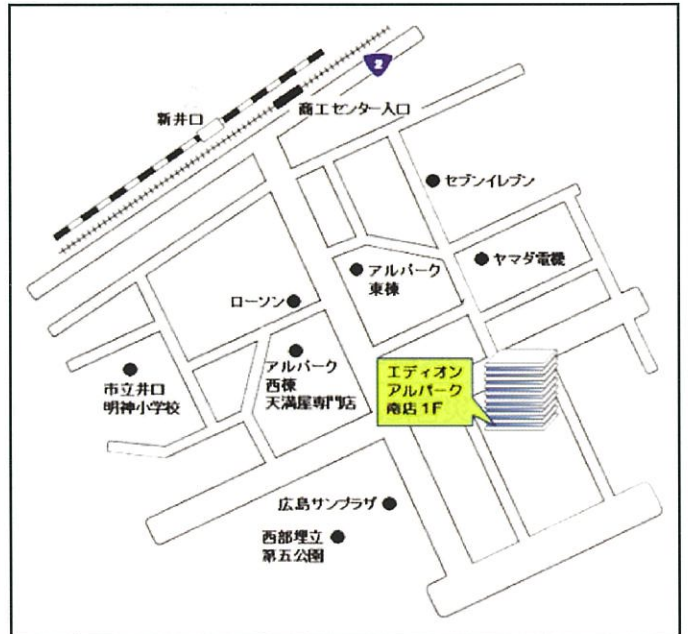 2
新井口
商工センター入口
セブンイレブン
ヤマダ電機
アルパーク
東棟
ローソン
アルパーク
西棟
天満屋専門店
エディオン
アルパーク
南店1F
市立井口
明神小学校
広島サンプラザ
西部埋立
第五公園